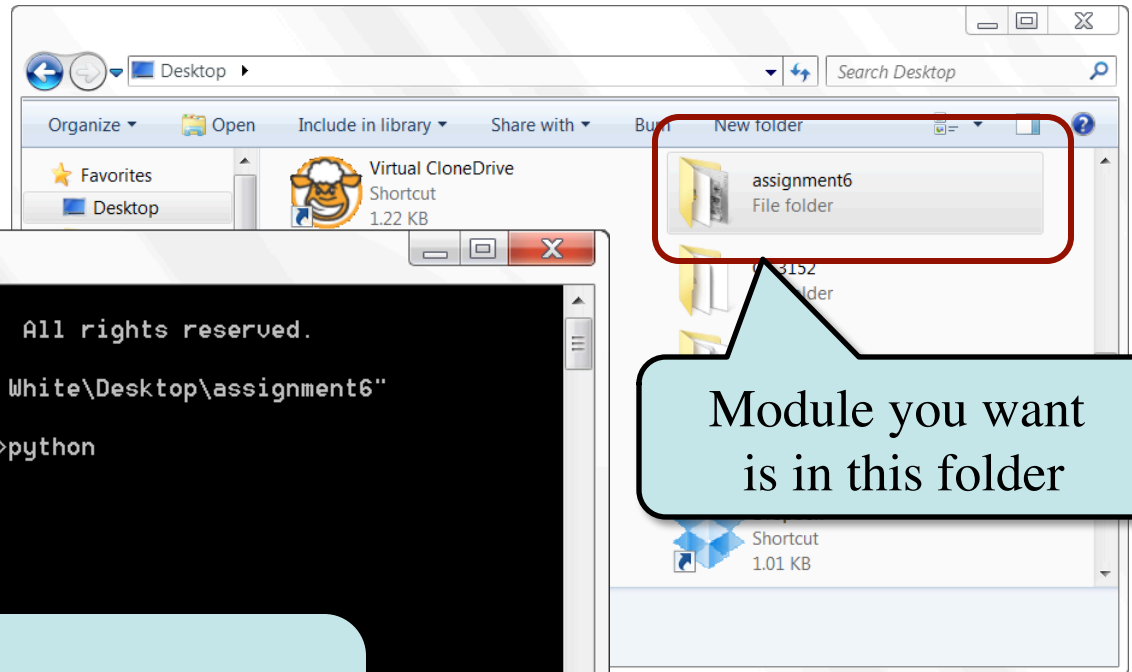 Desktop
Search Desktop
Organize
Open
Include in library
Share with
Burn
New folder
Favorites
Desktop
Virtual CloneDrive
Shortcut
1.22 KB
assignment6
File folder
3152
All rights reserved.
White\Desktop\assignment6"
>python
Module you want
is in this folder
Shortcut
1.01 KB